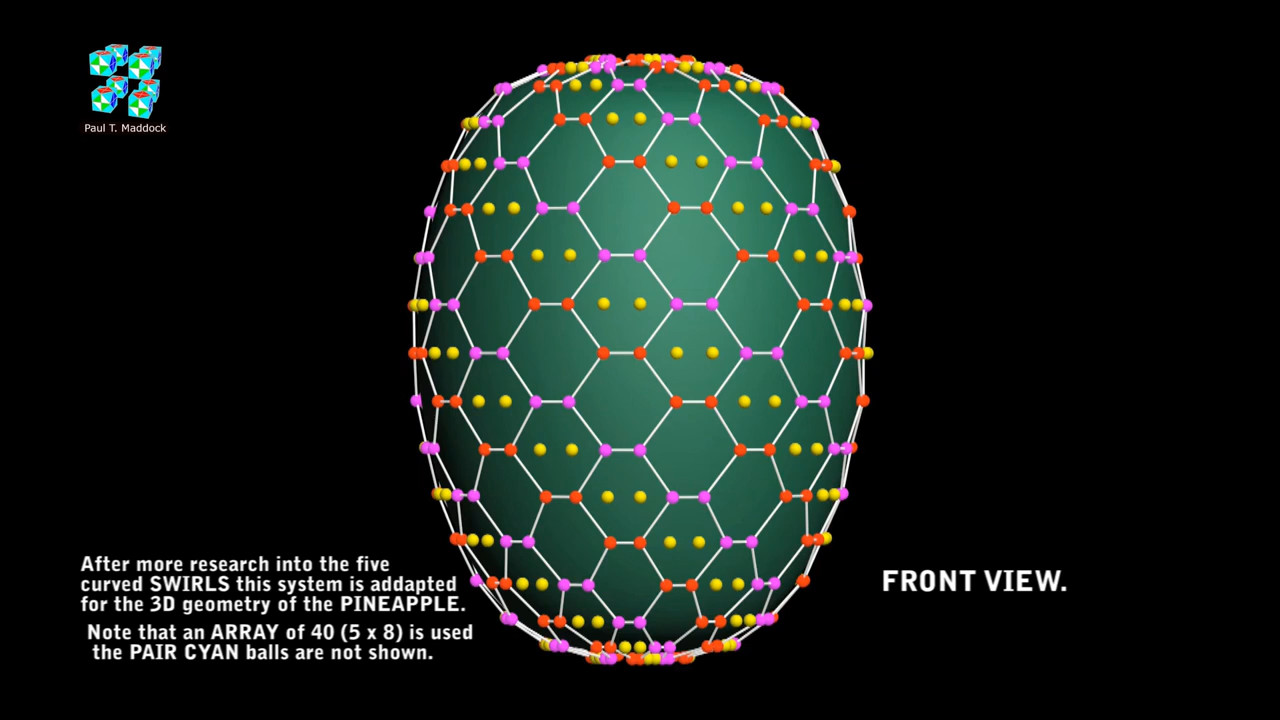 Paul T. Maddock
After more research into the five
curved SWIRLS this system is addapted
for the 3D geometry of the PINEAPPLE.
Note that an ARRAY of 40 (5 x 8) is used
the PAIR CYAN balls are not shown.
FRONT VIEW.